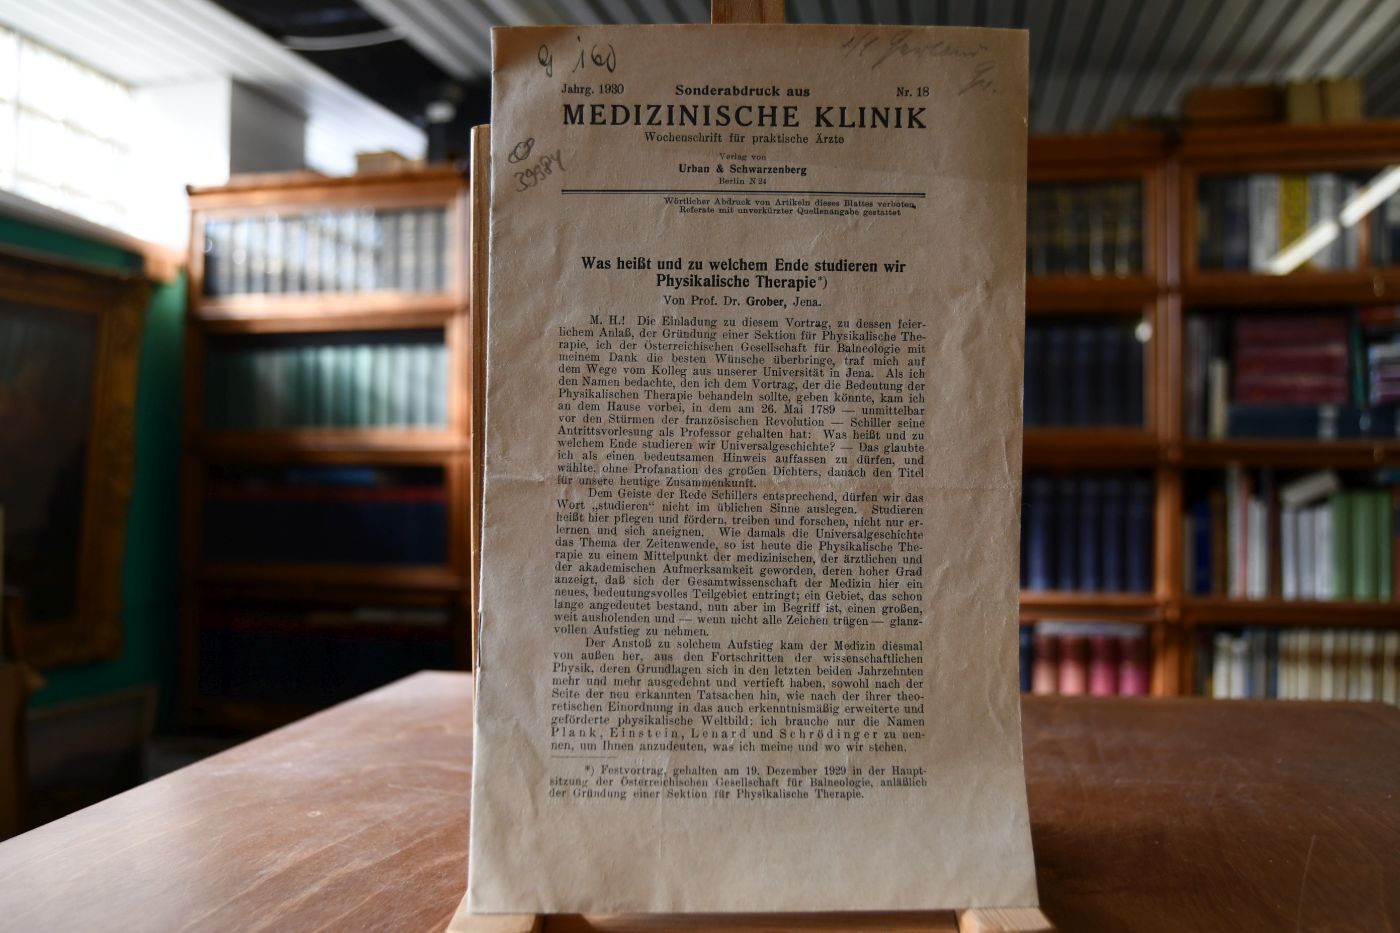 G 160
Jahrg. 1930 Sonderabdruck aus Nr. 18
MEDIZINISCHE KLINIK
Wochenschrift für praktische Ärzte
Verlag von
Urban & Schwarzenberg
Berlin N 24
39984
Wörtlicher Abdruck von Artikeln dieses Blattes verboten,
Referate mit unverkürzter Quellenangabe gestattet
Was heißt und zu welchem Ende studieren wir
Physikalische Therapie*)
Von Prof. Dr. Grober, Jena.
M. H.! Die Einladung zu diesem Vortrag, zu dessen feier-
lichem Anlaß, der Gründung einer Sektion für Physikalische The-
rapie, ich der Österreichischen Gesellschaft für Balneologie mit
meinem Dank die besten Wünsche überbringe, traf mich auf
dem Wege vom Kolleg aus unserer Universität in Jena. Als ich
den Namen bedachte, den ich dem Vortrag, der die Bedeutung der
Physikalischen Therapie behandeln sollte, geben könnte, kam ich
an dem Hause vorbei, in dem am 26. Mai 1789 — unmittelbar
vor den Stürmen der französischen Revolution — Schiller seine
Antrittsvorlesung als Professor gehalten hat: Was heißt und zu
welchem Ende studieren wir Universalgeschichte? — Das glaubte
ich als einen bedeutsamen Hinweis auffassen zu dürfen, und
wählte, ohne Profanation des großen Dichters, danach den Titel
für unsere heutige Zusammenkunft.
Dem Geiste der Rede Schillers entsprechend, dürfen wir das
Wort „studieren“ nicht im üblichen Sinne auslegen. Studieren
heißt hier pflegen und fördern, treiben und forschen, nicht nur er-
lernen und sich aneignen. Wie damals die Universalgeschichte
das Thema der Zeitenwende, so ist heute die Physikalische The-
rapie zu einem Mittelpunkt der medizinischen, der ärztlichen und
der akademischen Aufmerksamkeit geworden, deren hoher Grad
anzeigt, daß sich der Gesamtwissenschaft der Medizin hier ein
neues, bedeutungsvolles Teilgebiet entringt; ein Gebiet, das schon
lange angedeutet bestand, nun aber im Begriff ist, einen großen,
weit ausholenden und — wenn nicht alle Zeichen trügen — glanz-
vollen Aufstieg zu nehmen.
Der Anstoß zu solchem Aufstieg kam der Medizin diesmal
von außen her, aus den Fortschritten der wissenschaftlichen
Physik, deren Grundlagen sich in den letzten beiden Jahrzehnten
mehr und mehr ausgedehnt und vertieft haben, sowohl nach der
Seite der neu erkannten Tatsachen hin, wie nach der ihrer theo-
retischen Einordnung in das auch erkenntnismäßig erweiterte und
geförderte physikalische Weltbild: ich brauche nur die Namen
Plank, Einstein, Lenard und Schrödinger zu nen-
nen, um Ihnen anzudeuten, was ich meine und wo wir stehen.
*) Festvortrag, gehalten am 19. Dezember 1929 in der Haupt-
sitzung der Österreichischen Gesellschaft für Balneologie, anläßlich
der Gründung einer Sektion für Physikalische Therapie.